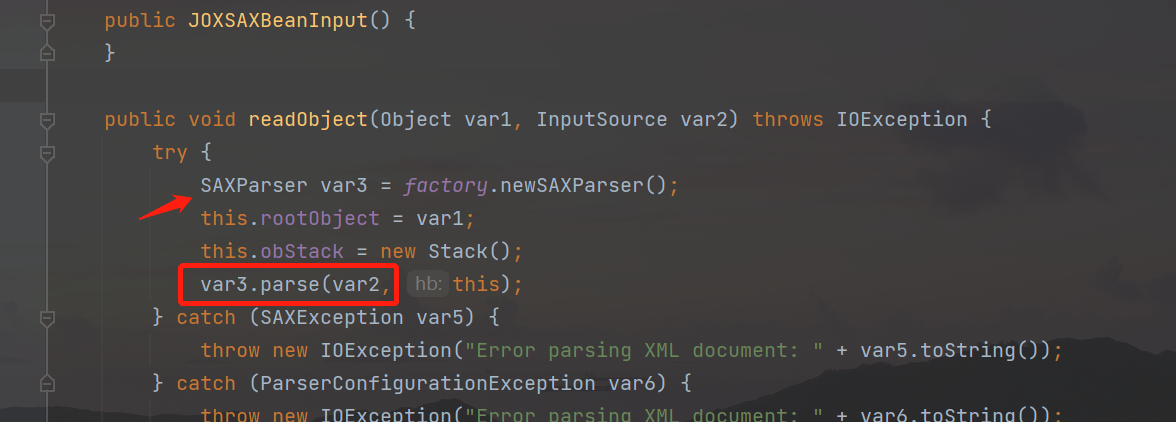 public JOXSAXBeanInput() {
}
public void readObject(Object var1, InputSource var2) throws IOException {
try {
SAXParser var3 = factory.newSAXParser();
this.rootObject = var1;
this.obStack = new Stack();
var3.parse(var2, hb: this);
} catch (SAXException var5) {
throw new IOException("Error parsing XML document: " + var5.toString());
} catch (ParserConfigurationException var6) {
throw new IOException("Error parsing XML document: " + var6.toString());